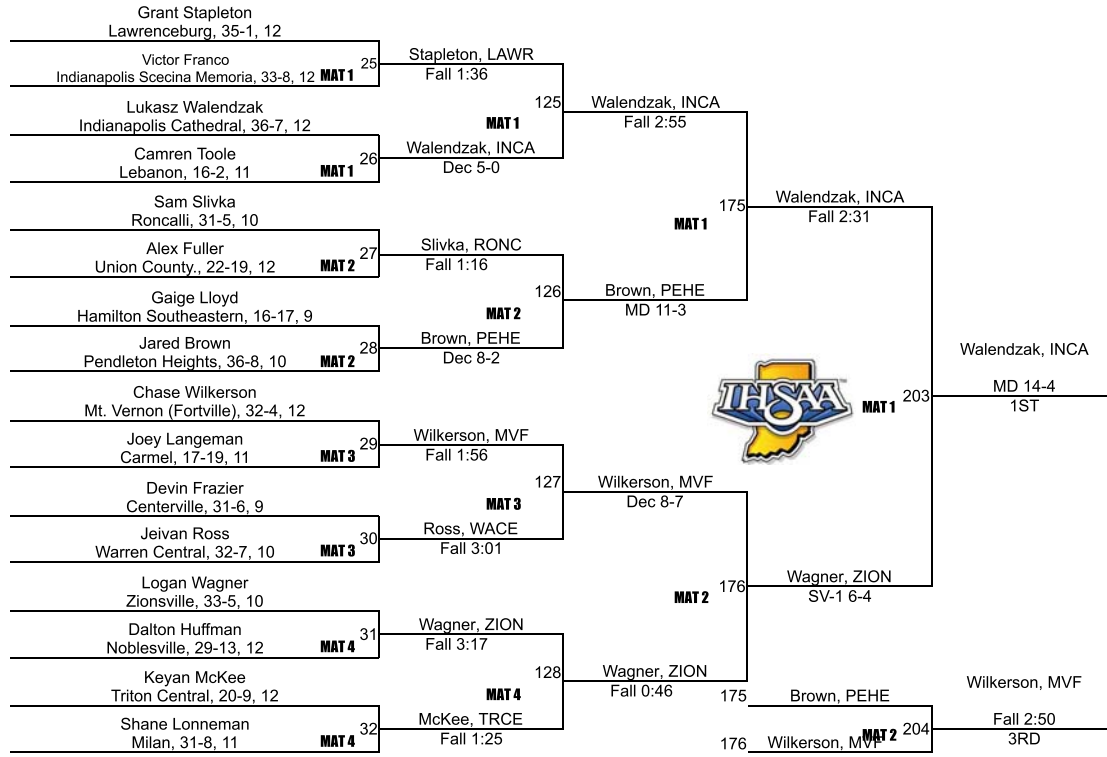 Grant Stapleton
Lawrenceburg, 35-1, 12
Victor Franco
Indianapolis Scecina Memoria, 33-8, 12 MAT 1
25
Stapleton, LAWR
Fall 1:36
Lukasz Walendzak
Indianapolis Cathedral, 36-7, 12
Camren Toole
Lebanon, 16-2, 11 MAT 1
26
Walendzak, INCA
Dec 5-0
125
MAT 1
Walendzak, INCA
Fall 2:55
Sam Slivka
Roncalli, 31-5, 10
Alex Fuller
Union County., 22-19, 12 MAT 2
27
Slivka, RONC
Fall 1:16
Gaige Lloyd
Hamilton Southeastern, 16-17, 9
Jared Brown
Pendleton Heights, 36-8, 10 MAT 2
28
Brown, PEHE
Dec 8-2
126
MAT 2
Brown, PEHE
MD 11-3
175
MAT 1
Walendzak, INCA
Fall 2:31
Chase Wilkerson
Mt. Vernon (Fortville), 32-4, 12
Joey Langeman
Carmel, 17-19, 11 MAT 3
29
Wilkerson, MVF
Fall 1:56
Devin Frazier
Centerville, 31-6, 9
Jeivan Ross
Warren Central, 32-7, 10 MAT 3
30
Ross, WACE
Fall 3:01
127
MAT 3
Wilkerson, MVF
Dec 8-7
Logan Wagner
Zionsville, 33-5, 10
Dalton Huffman
Noblesville, 29-13, 12 MAT 4
31
Wagner, ZION
Fall 3:17
Keyan McKee
Triton Central, 20-9, 12
Shane Lonneman
Milan, 31-8, 11 MAT 4
32
McKee, TRCE
Fall 1:25
128
MAT 4
Wagner, ZION
Fall 0:46
176
MAT 2
Wagner, ZION
SV-1 6-4
IHSAA
TM
203
MAT 1
Walendzak, INCA
MD 14-4
1ST
175
Brown, PEHE
176
Wilkerson, MVF
MAT 2
204
Wilkerson, MVF
Fall 2:50
3RD